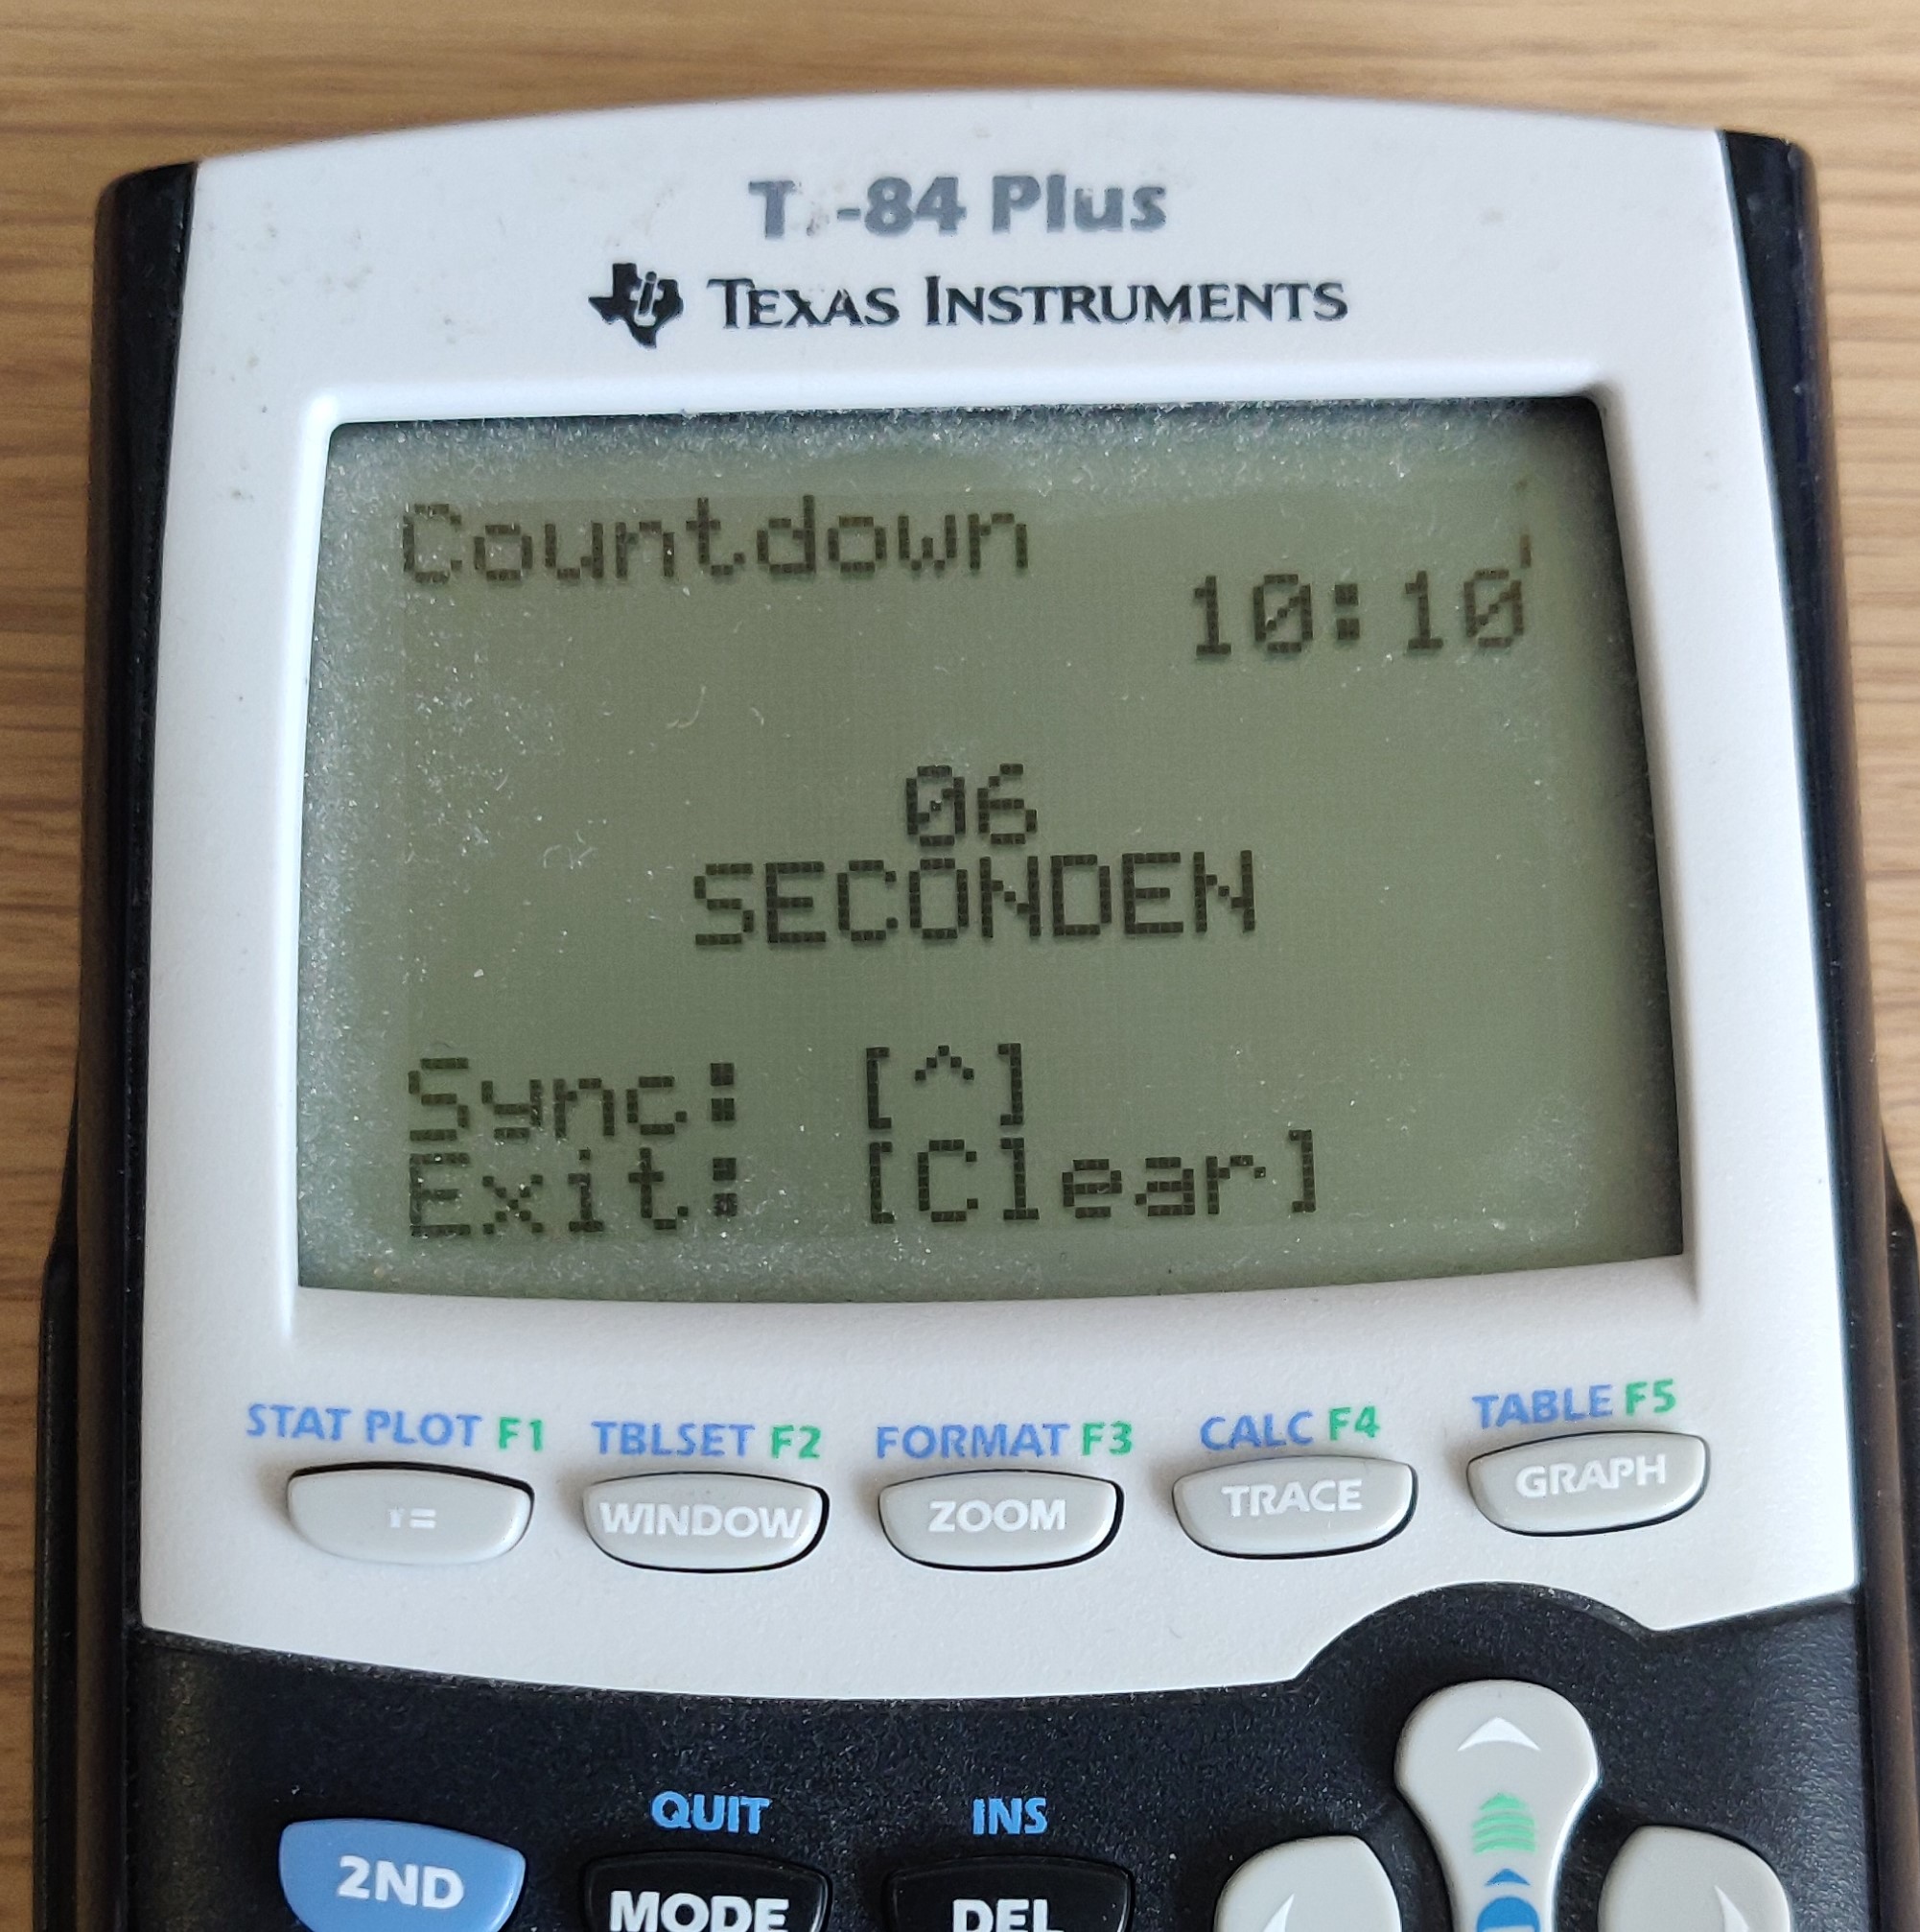 T -84 Plus
TEXAS INSTRUMENTS
Countdown
10:10
06
SECONDEN
Sync: [^]
Exit: [Clear]
STAT PLOT F1 TBLSET F2 FORMAT F3 CALC F4 TABLE F5
= WINDOW ZOOM TRACE GRAPH
QUIT INS
2ND MODE DEL